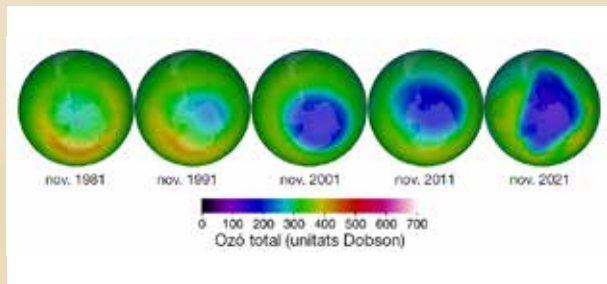 nov. 1981 nov. 1991 nov. 2001 nov. 2011 nov. 2021
0 100 200 300 400 500 600 700
Ozó total (unitats Dobson)